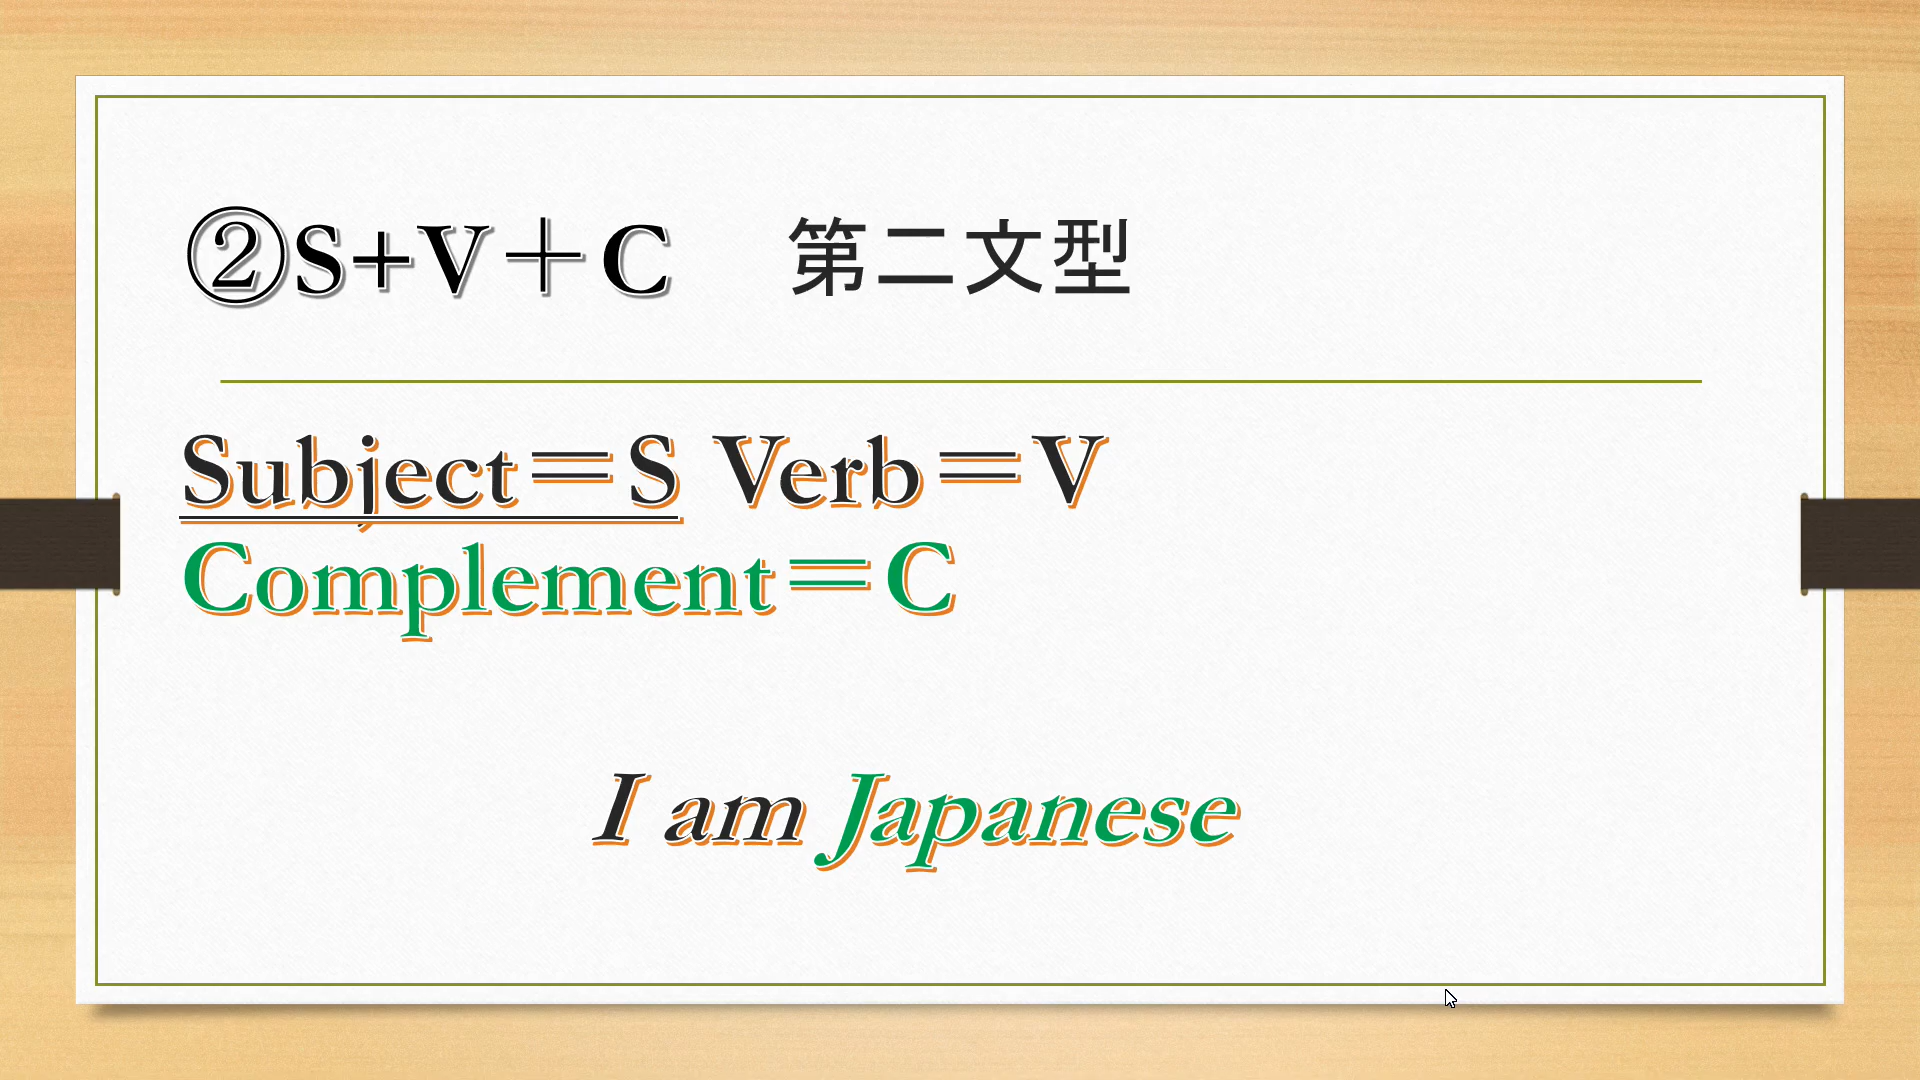 ②S+V＋C　第二文型
Subject＝S Verb＝V
Complement＝C
I am Japanese